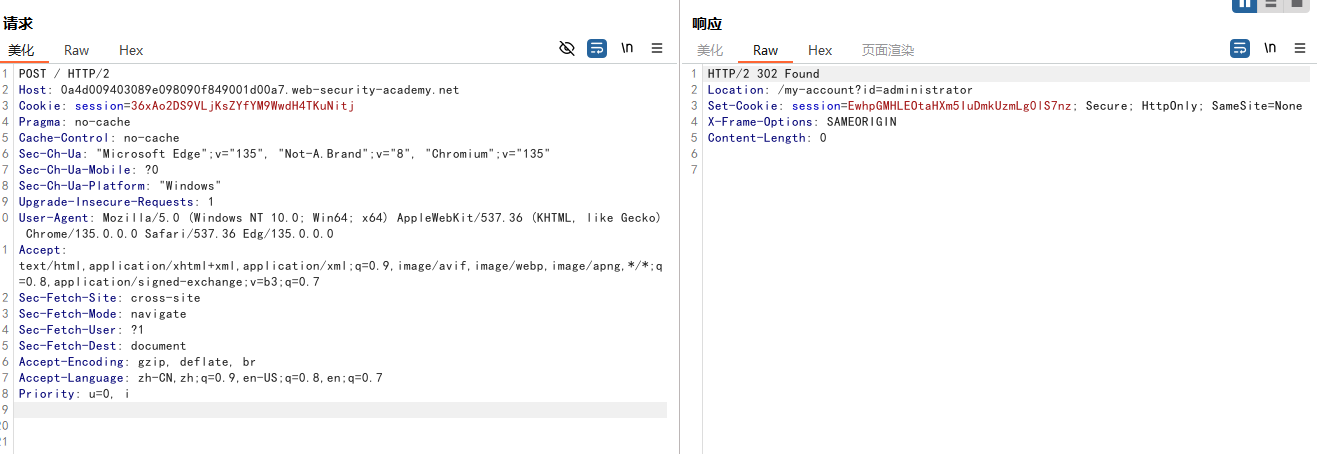 请求
美化 Raw Hex \n
1 POST / HTTP/2
2 Host: 0a4d009403089e098090f849001d00a7.web-security-academy.net
3 Cookie: session=36xAo2DS9VLjKsZYfYM9WwdH4TKuNitj
4 Pragma: no-cache
5 Cache-Control: no-cache
6 Sec-Ch-Ua: "Microsoft Edge";v="135", "Not-A.Brand";v="8", "Chromium";v="135"
7 Sec-Ch-Ua-Mobile: ?0
8 Sec-Ch-Ua-Platform: "Windows"
9 Upgrade-Insecure-Requests: 1
0 User-Agent: Mozilla/5.0 (Windows NT 10.0; Win64; x64) AppleWebKit/537.36 (KHTML, like Gecko)
Chrome/135.0.0.0 Safari/537.36 Edg/135.0.0.0
1 Accept:
text/html,application/xhtml+xml,application/xml;q=0.9,image/avif,image/webp,image/apng,*/*;q
=0.8,application/signed-exchange;v=b3;q=0.7
2 Sec-Fetch-Site: cross-site
3 Sec-Fetch-Mode: navigate
4 Sec-Fetch-User: ?1
5 Sec-Fetch-Dest: document
6 Accept-Encoding: gzip, deflate, br
7 Accept-Language: zh-CN,zh;q=0.9,en-US;q=0.8,en;q=0.7
8 Priority: u=0, i
9
20
21
响应
美化 Raw Hex 页面渲染 \n
1 HTTP/2 302 Found
2 Location: /my-account?id=administrator
3 Set-Cookie: session=EwhpGMHLEOtaHXm5IuDmkUzmLgOlS7nz; Secure; HttpOnly; SameSite=None
4 X-Frame-Options: SAMEORIGIN
5 Content-Length: 0
6
7